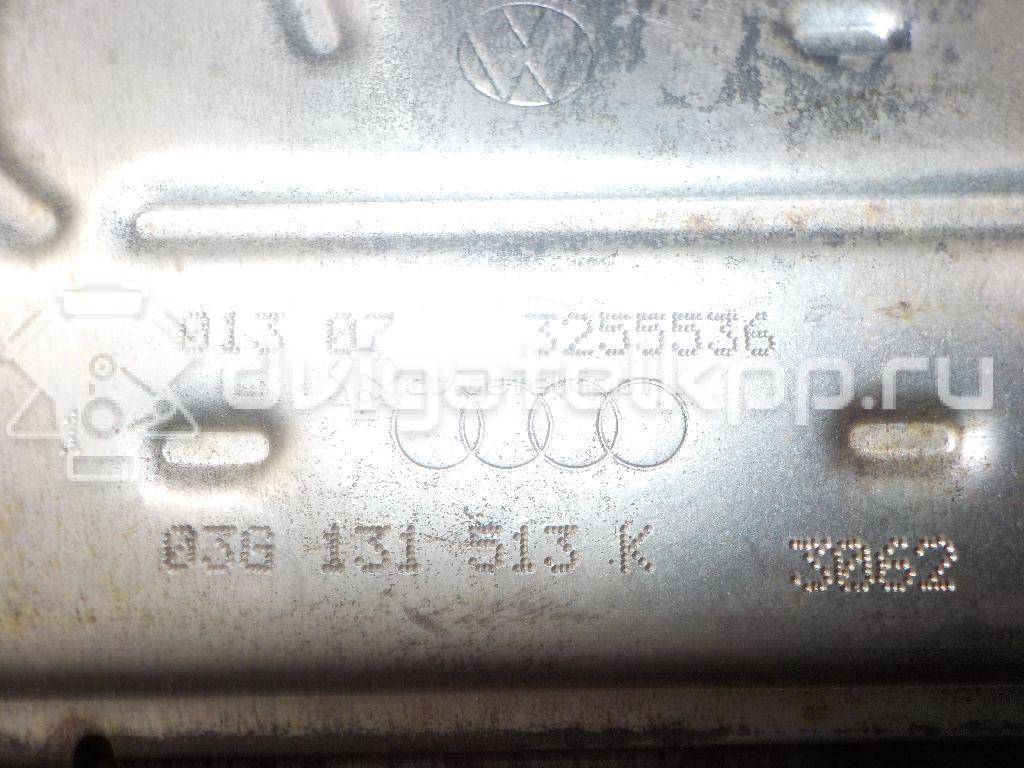 013 07 3255536
dvigatelkpp.ru
03G 131 513 K 3062